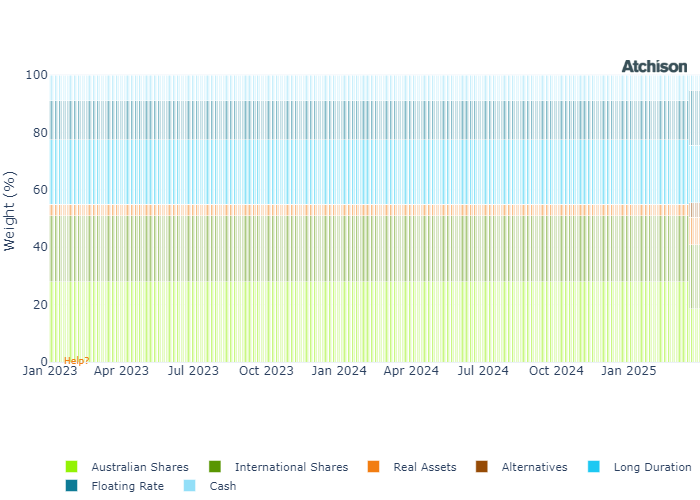 Atchison
100
80
60
40
20
0
Weight (%)
Help?
Jan 2023 Apr 2023 Jul 2023 Oct 2023 Jan 2024 Apr 2024 Jul 2024 Oct 2024 Jan 2025
Australian Shares International Shares Real Assets Alternatives Long Duration
Floating Rate Cash